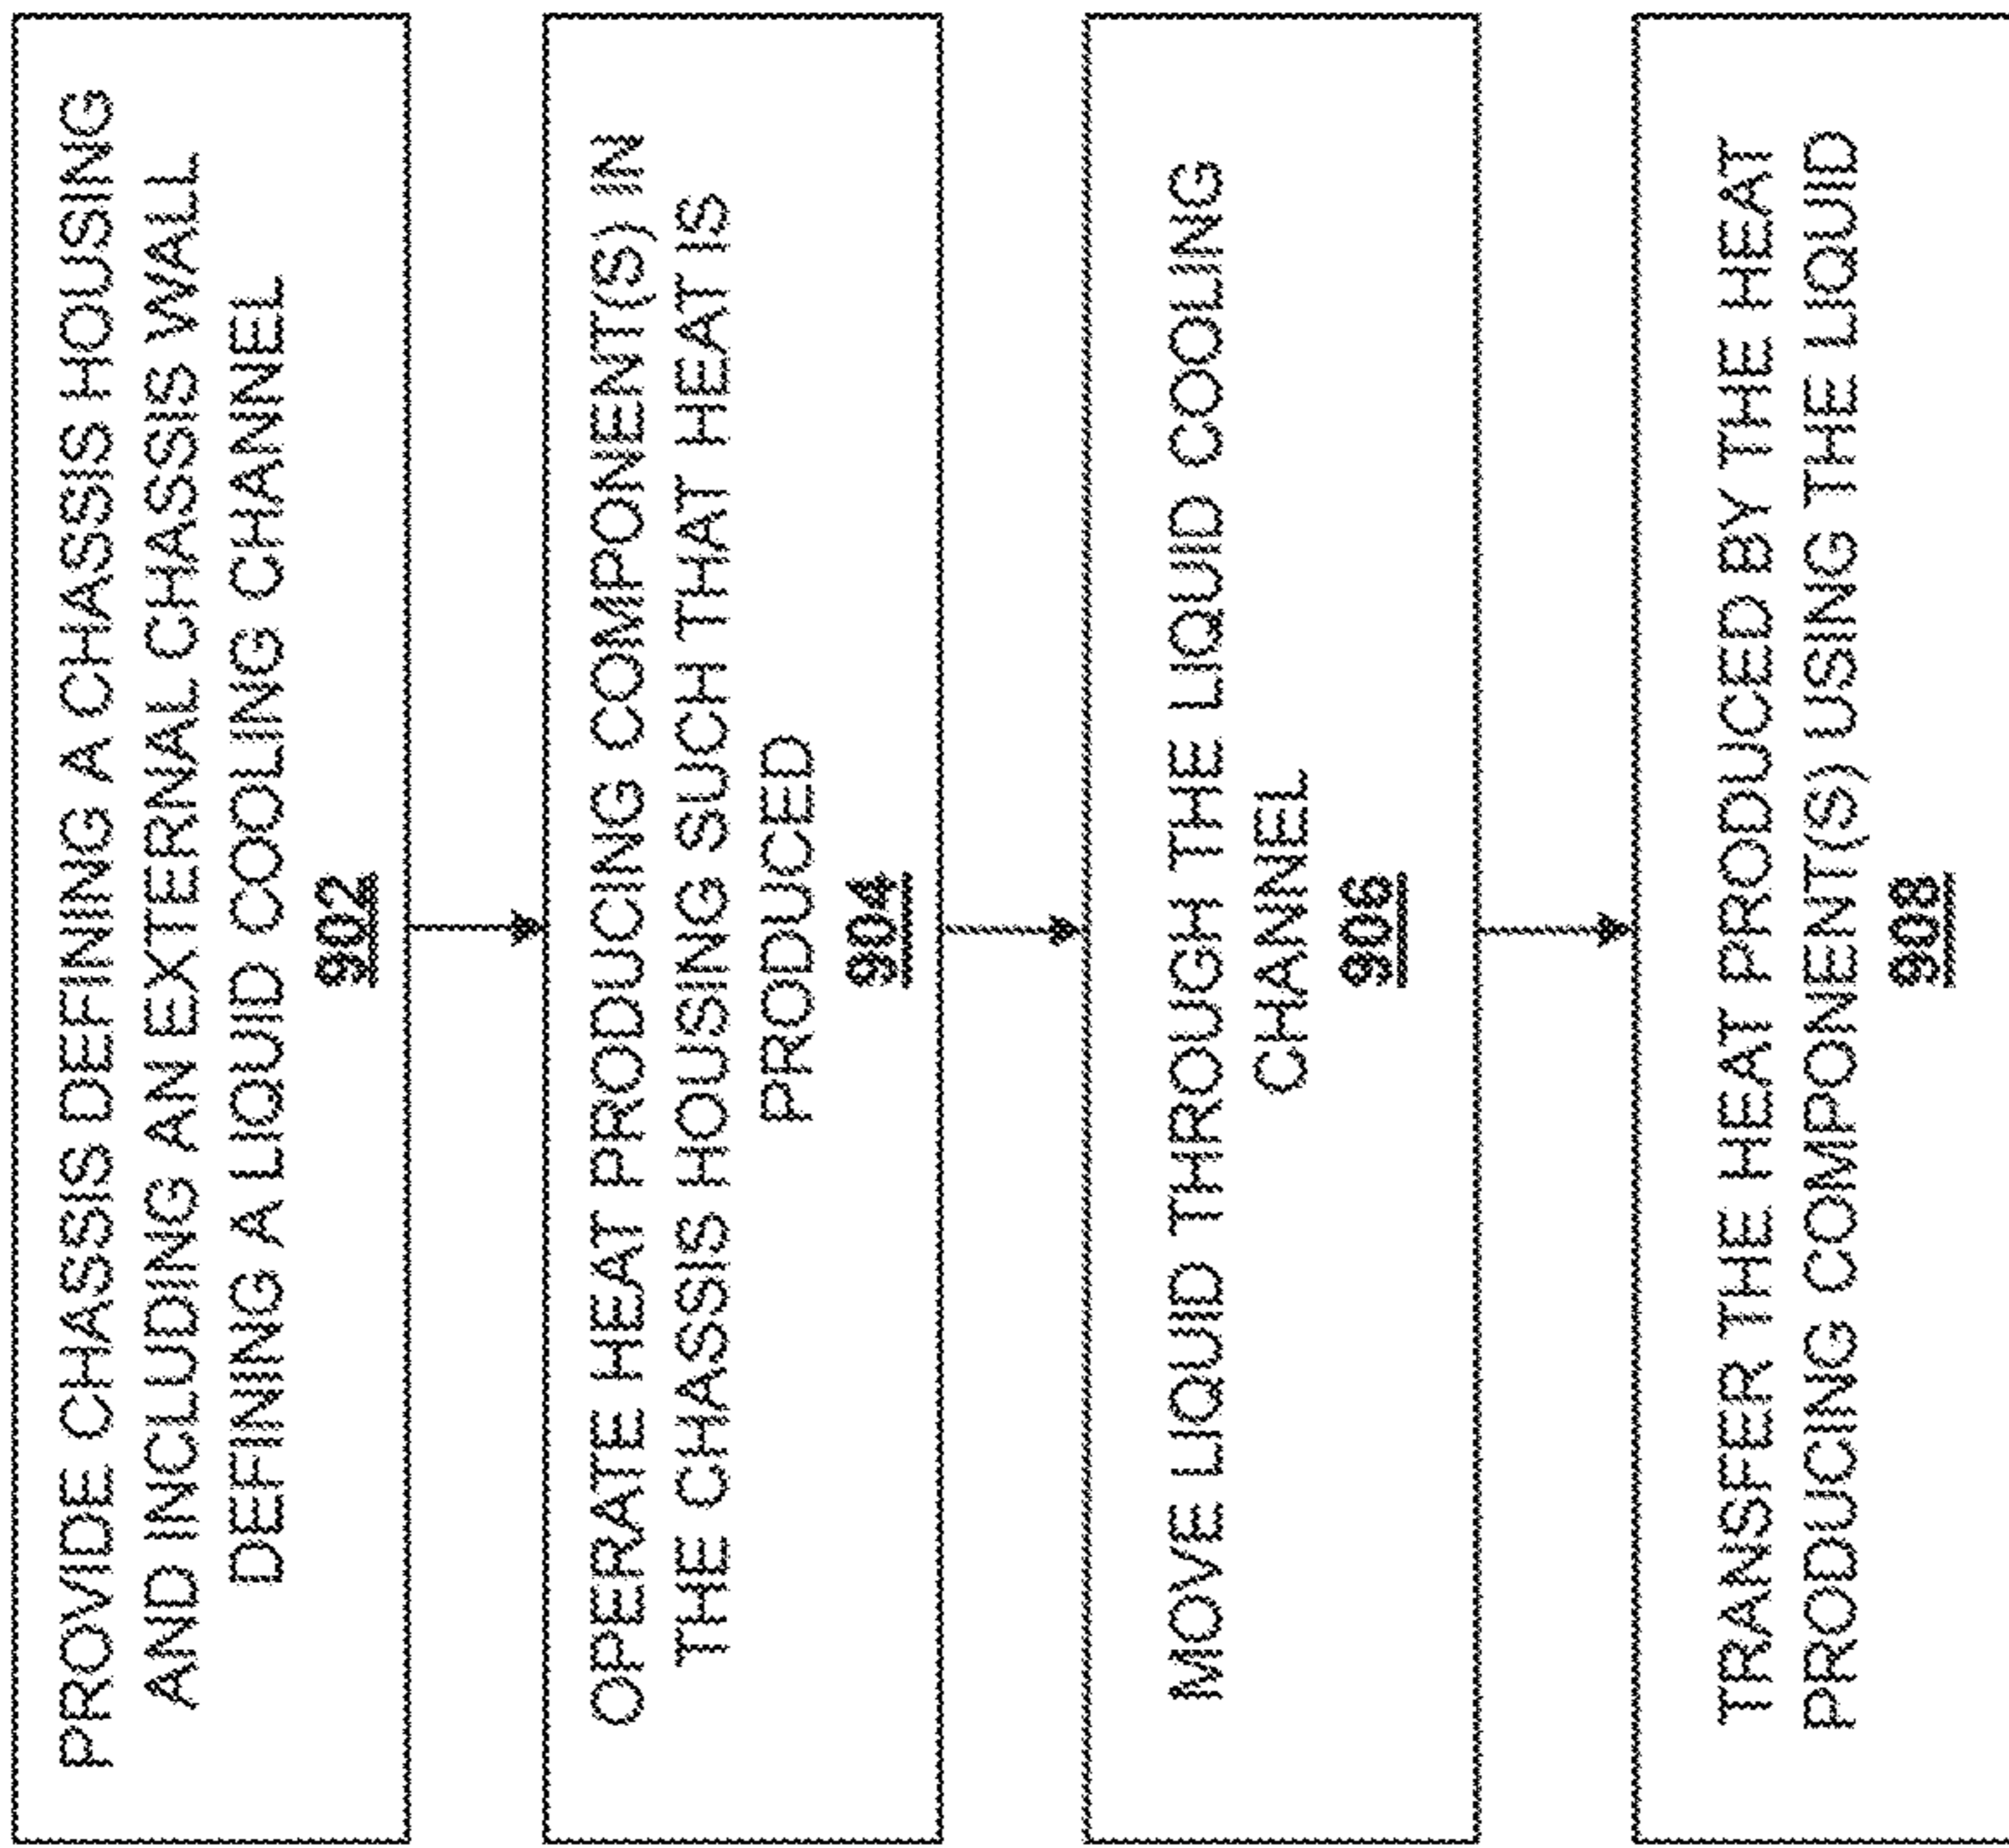 PROVIDE CHASSIS DEFINING A CHASSIS HOUSING
AND INCLUDING AN EXTERNAL CHASSIS WALL
DEFINING A LIQUID COOLING CHANNEL
902
OPERATE HEAT PRODUCING COMPONENT(S) IN
THE CHASSIS HOUSING SUCH THAT HEAT IS
PRODUCED
904
MOVE LIQUID THROUGH THE LIQUID COOLING
CHANNEL
906
TRANSFER THE HEAT PRODUCED BY THE HEAT
PRODUCING COMPONENT(S) USING THE LIQUID
908